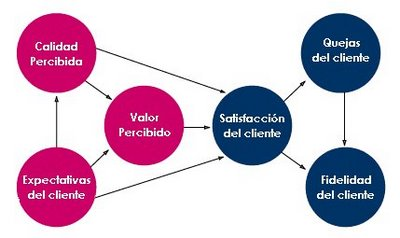 Calidad
Percibida
Quejas
del cliente
Valor
Percibido
Satisfacción
del cliente
Expectativas
del cliente
Fidelidad
del cliente